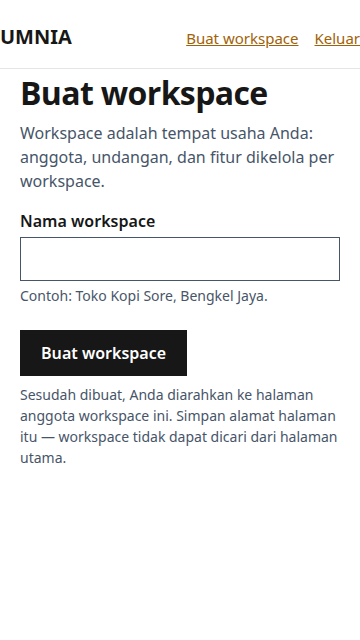 UMNIA
Buat workspace
Keluar
Buat workspace
Workspace adalah tempat usaha Anda:
anggota, undangan, dan fitur dikelola per
workspace.
Nama workspace
Contoh: Toko Kopi Sore, Bengkel Jaya.
Buat workspace
Sesudah dibuat, Anda diarahkan ke halaman
anggota workspace ini. Simpan alamat halaman
itu — workspace tidak dapat dicari dari halaman
utama.